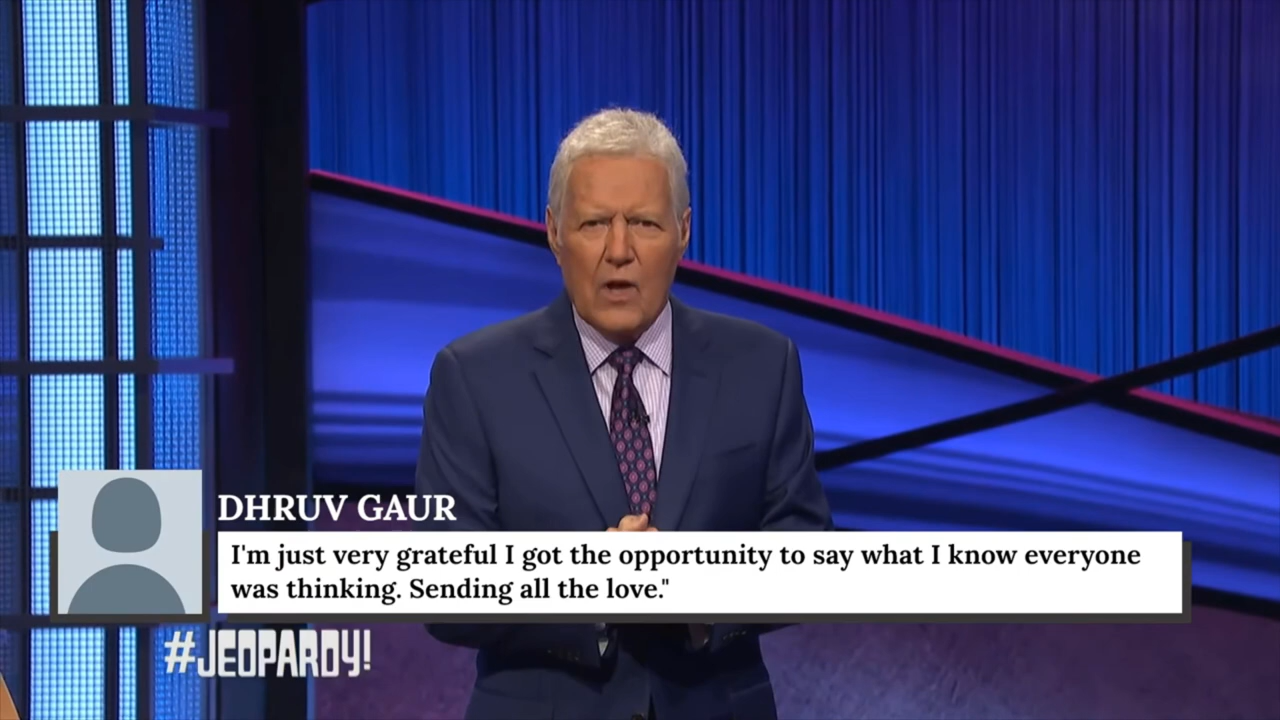 DHRUV GAUR
I'm just very grateful I got the opportunity to say what I know everyone
was thinking. Sending all the love."
#JEOPARDY!